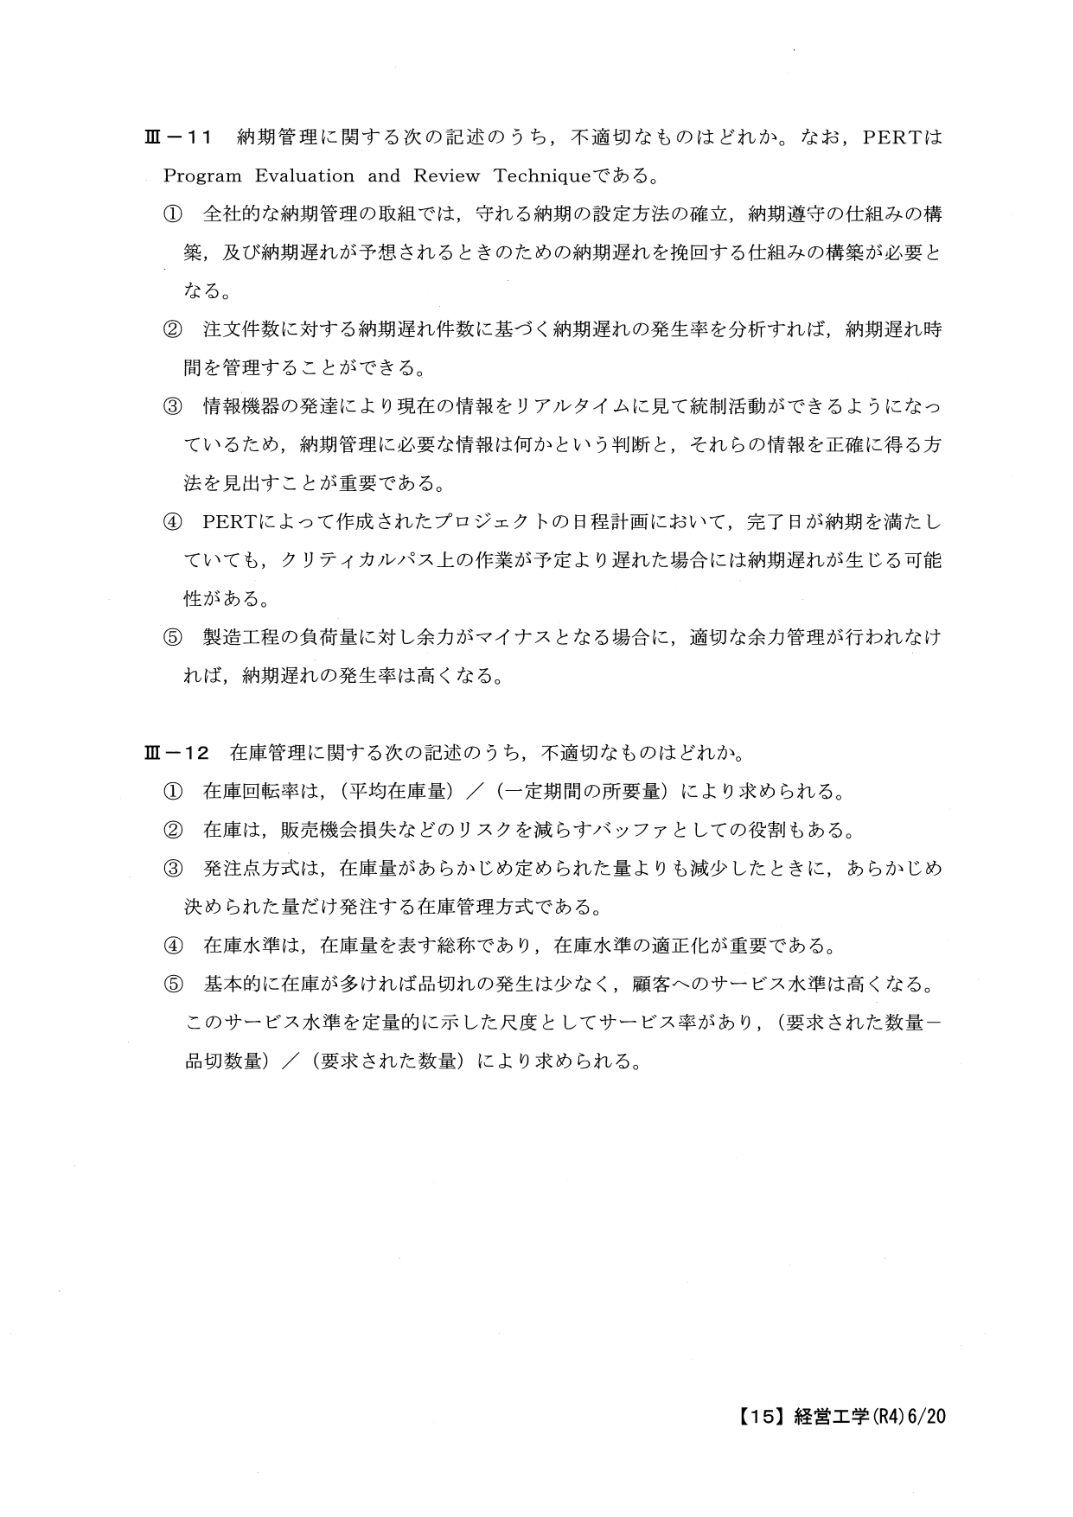 Ⅲ－11　納期管理に関する次の記述のうち，不適切なものはどれか。なお，PERTは
Program Evaluation and Review Techniqueである。
①　全社的な納期管理の取組では，守れる納期の設定方法の確立，納期遵守の仕組みの構
築，及び納期遅れが予想されるときのための納期遅れを挽回する仕組みの構築が必要と
なる。
②　注文件数に対する納期遅れ件数に基づく納期遅れの発生率を分析すれば，納期遅れ時
間を管理することができる。
③　情報機器の発達により現在の情報をリアルタイムに見て統制活動ができるようになっ
ているため，納期管理に必要な情報は何かという判断と，それらの情報を正確に得る方
法を見出すことが重要である。
④　PERTによって作成されたプロジェクトの日程計画において，完了日が納期を満たし
ていても，クリティカルパス上の作業が予定より遅れた場合には納期遅れが生じる可能
性がある。
⑤　製造工程の負荷量に対し余力がマイナスとなる場合に，適切な余力管理が行われなけ
れば，納期遅れの発生率は高くなる。
Ⅲ－12　在庫管理に関する次の記述のうち，不適切なものはどれか。
①　在庫回転率は，（平均在庫量）／（一定期間の所要量）により求められる。
②　在庫は，販売機会損失などのリスクを減らすバッファとしての役割もある。
③　発注点方式は，在庫量があらかじめ定められた量よりも減少したときに，あらかじめ
決められた量だけ発注する在庫管理方式である。
④　在庫水準は，在庫量を表す総称であり，在庫水準の適正化が重要である。
⑤　基本的に在庫が多ければ品切れの発生は少なく，顧客へのサービス水準は高くなる。
このサービス水準を定量的に示した尺度としてサービス率があり，（要求された数量－
品切数量）／（要求された数量）により求められる。
【15】経営工学(R4)6/20